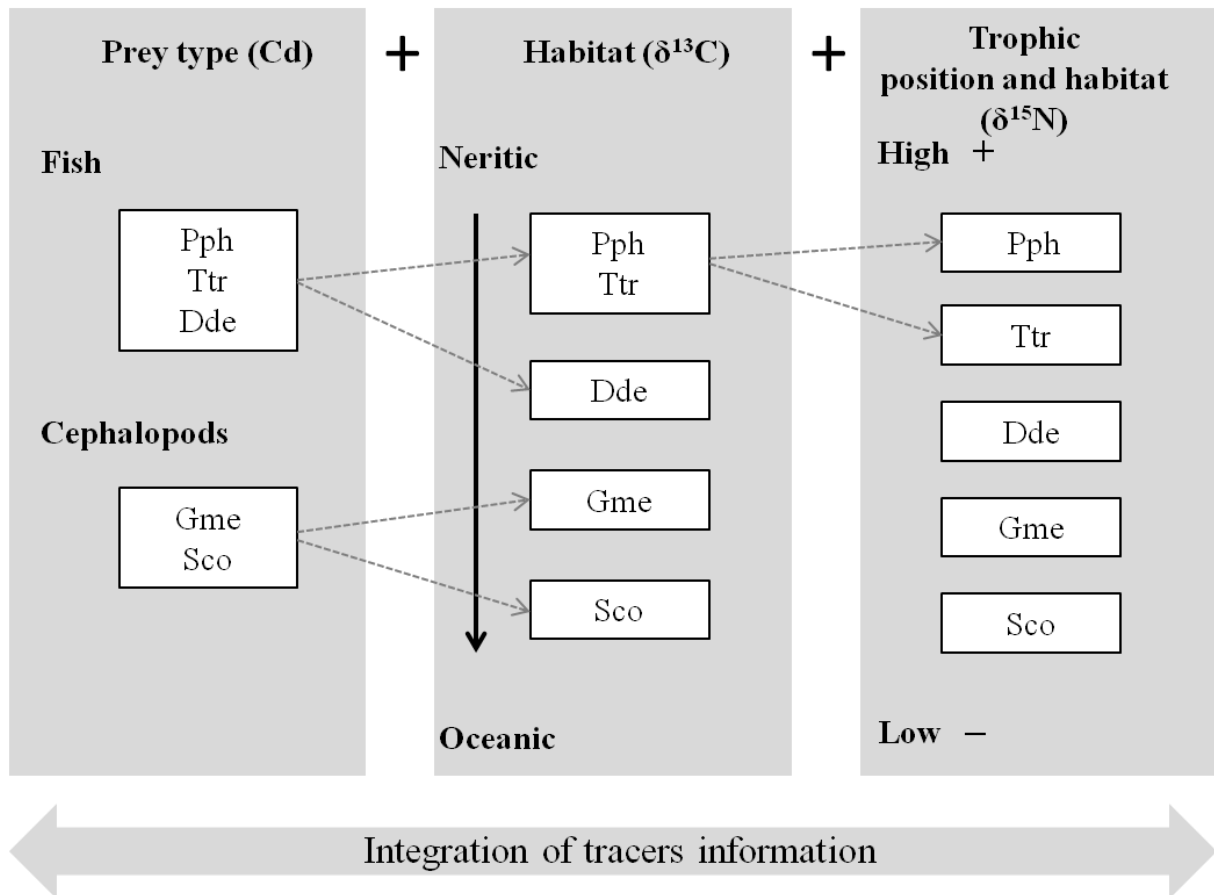 Prey type (Cd)
+
Habitat (δ¹³C)
+
Trophic
position and habitat
(δ¹⁵N)
Fish
Pph
Ttr
Dde
Cephalopods
Gme
Sco
Neritic
Pph
Ttr
Dde
Gme
Sco
Oceanic
High +
Pph
Ttr
Dde
Gme
Sco
Low −
Integration of tracers information